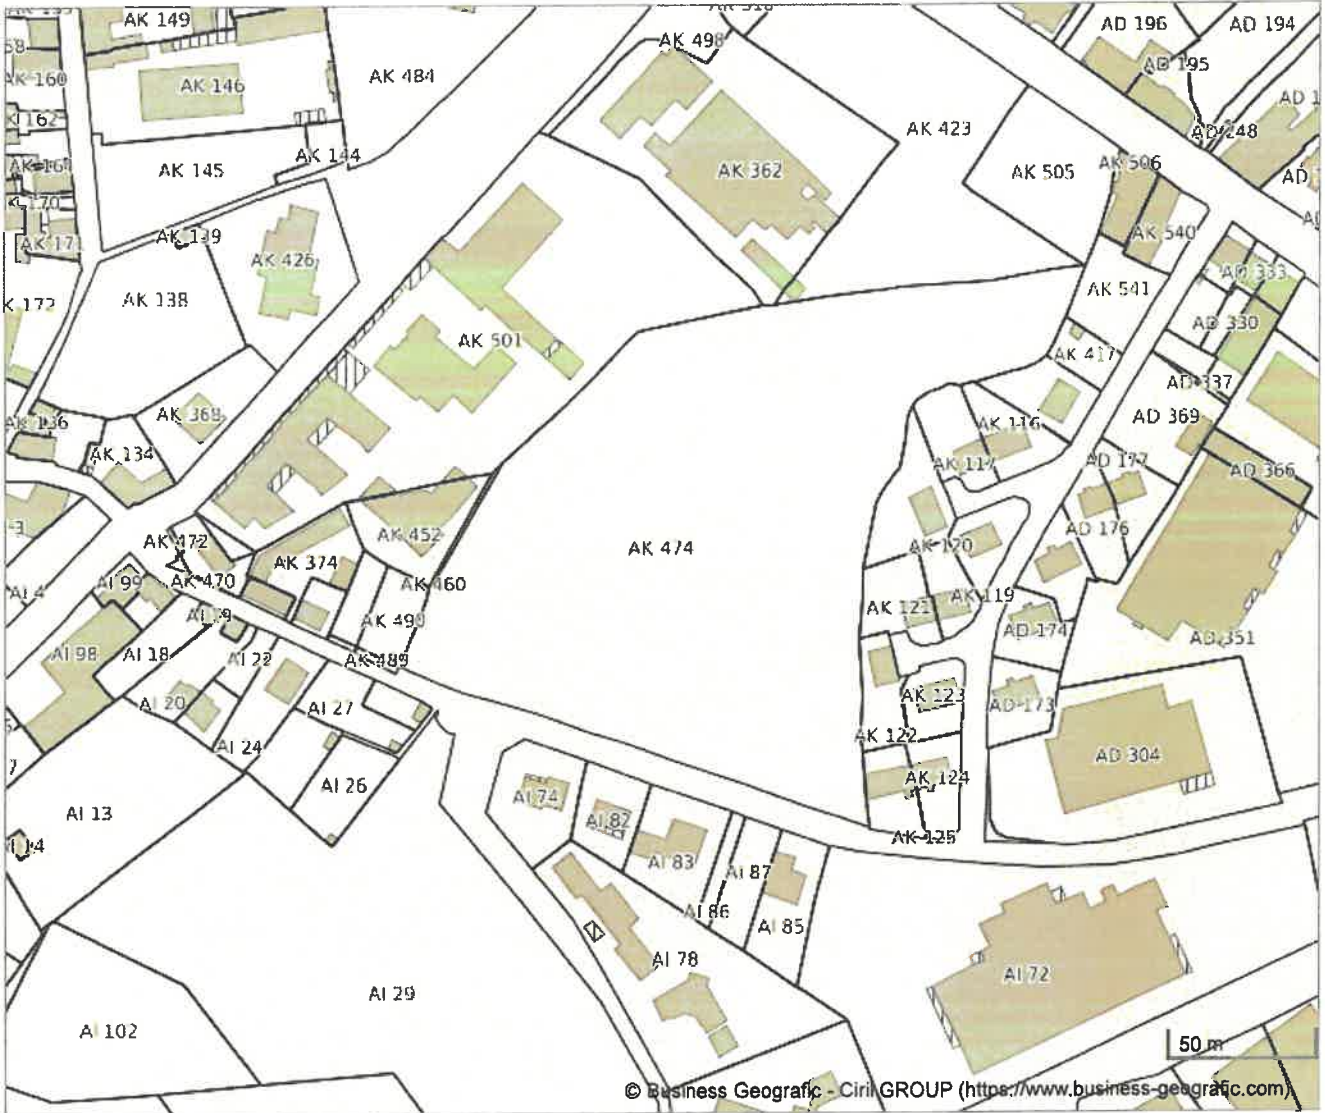 AK 149
AK 484
AK 498
AD 196
AD 194
AD 195
AK 160
AK 146
AK 423
AD 248
AK 145
AK 144
AK 362
AK 505
AK 506
AK 139
AK 171
AK 540
AK 426
AD 333
AK 138
AK 541
AD 330
AK 501
AK 417
AD 337
AK 136
AK 368
AD 369
AK 116
AK 134
AK 117
AD 177
AD 366
AD 176
AK 472
AK 452
AK 474
AK 120
AK 374
AI 99
AK 470
AK 460
AK 119
AI 19
AK 121
AD 174
AD 351
AI 98
AI 18
AI 22
AK 489
AK 123
AI 20
AI 27
AD 173
AK 122
AI 24
AD 304
AI 26
AK 124
AI 74
AI 13
AI 82
AK 125
AI 83
AI 87
AI 86
AI 85
AI 78
AI 72
AI 29
AI 102
50 m
© Business Geografic - Ciril GROUP (https://www.business-geografic.com)